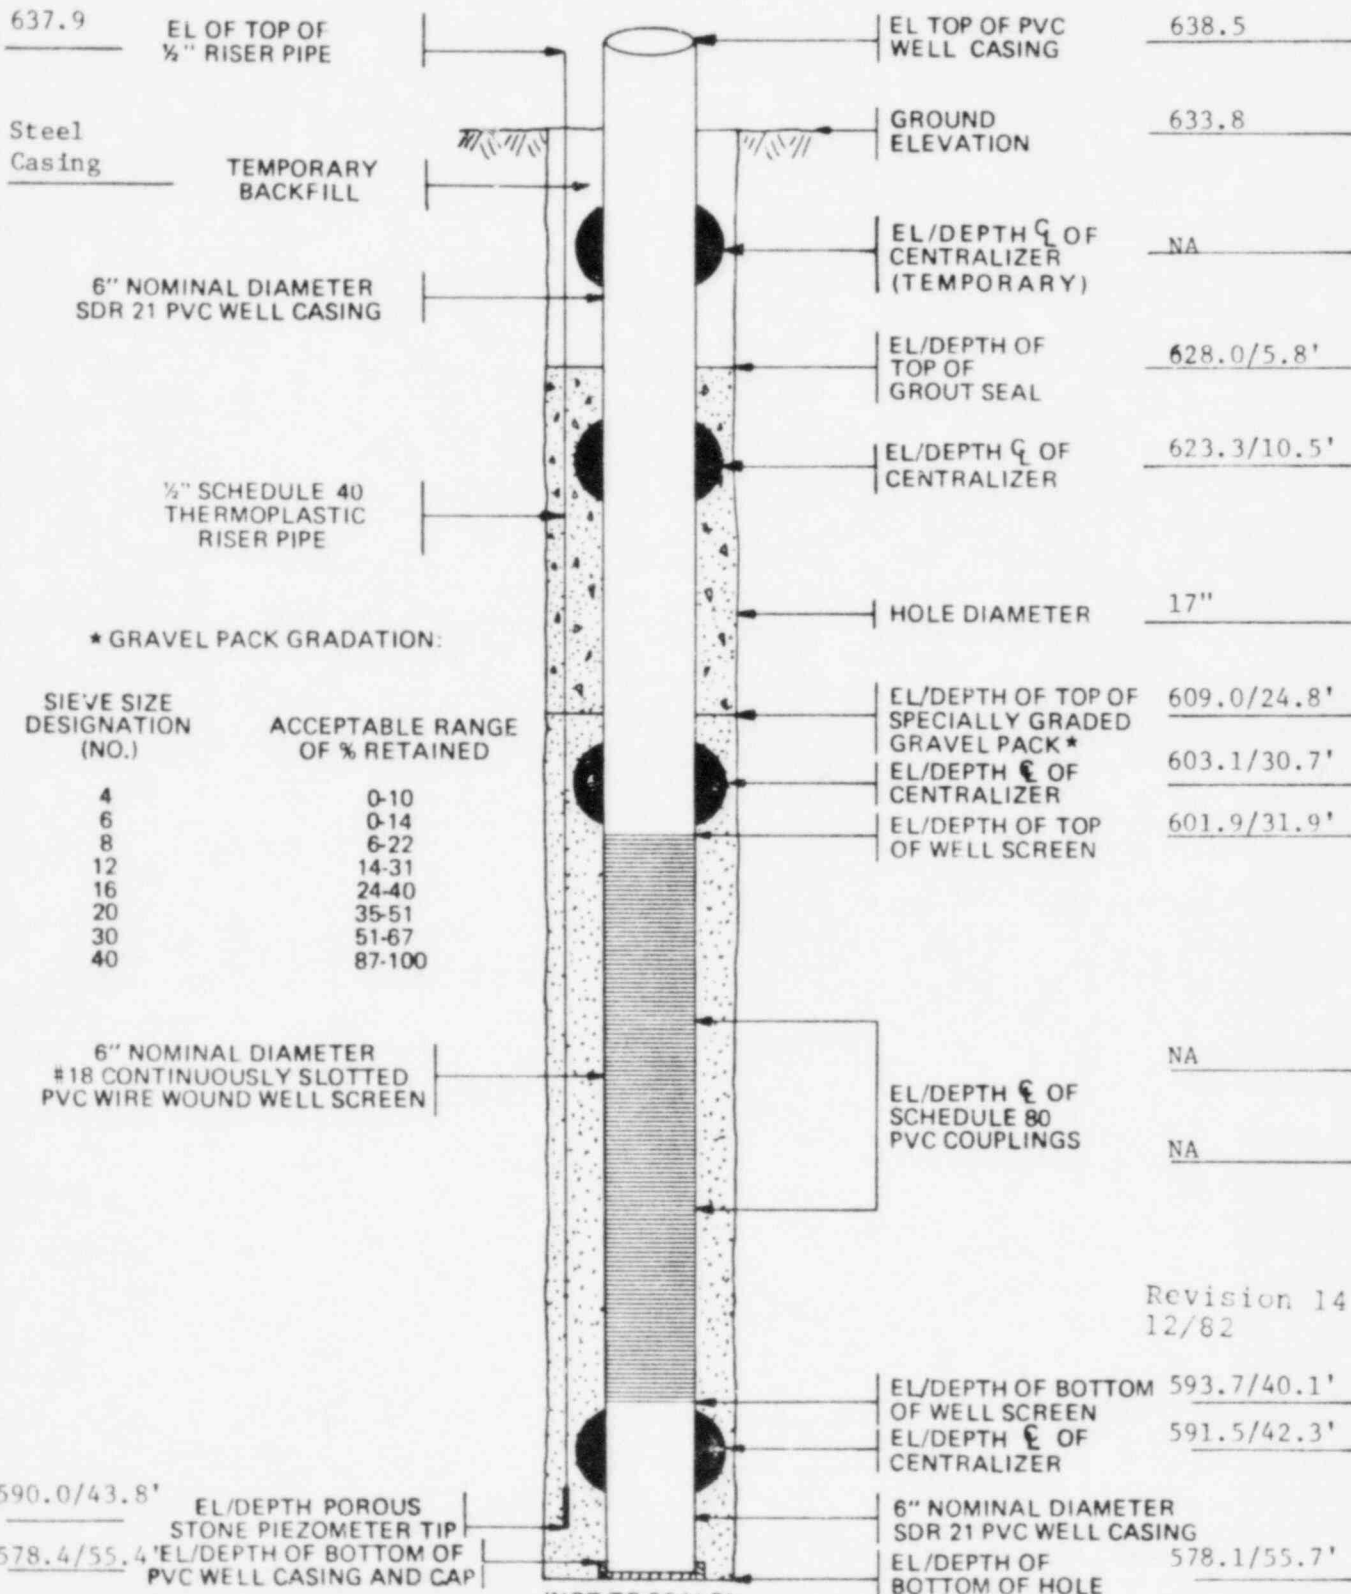 637.9
EL OF TOP OF
½" RISER PIPE
EL TOP OF PVC
WELL CASING
638.5
Steel
Casing
TEMPORARY
BACKFILL
GROUND
ELEVATION
633.8
6" NOMINAL DIAMETER
SDR 21 PVC WELL CASING
EL/DEPTH ℄ OF
CENTRALIZER
(TEMPORARY)
NA
EL/DEPTH OF
TOP OF
GROUT SEAL
628.0/5.8'
EL/DEPTH ℄ OF
CENTRALIZER
623.3/10.5'
½" SCHEDULE 40
THERMOPLASTIC
RISER PIPE
HOLE DIAMETER
17"
* GRAVEL PACK GRADATION:
SIEVE SIZE
DESIGNATION
(NO.)
ACCEPTABLE RANGE
OF % RETAINED
4 0-10
6 0-14
8 6-22
12 14-31
16 24-40
20 35-51
30 51-67
40 87-100
EL/DEPTH OF TOP OF
SPECIALLY GRADED
GRAVEL PACK*
609.0/24.8'
EL/DEPTH ℄ OF
CENTRALIZER
603.1/30.7'
EL/DEPTH OF TOP
OF WELL SCREEN
601.9/31.9'
6" NOMINAL DIAMETER
#18 CONTINUOUSLY SLOTTED
PVC WIRE WOUND WELL SCREEN
EL/DEPTH ℄ OF
SCHEDULE 80
PVC COUPLINGS
NA
NA
Revision 14
12/82
EL/DEPTH OF BOTTOM
OF WELL SCREEN
593.7/40.1'
EL/DEPTH ℄ OF
CENTRALIZER
591.5/42.3'
590.0/43.8'
EL/DEPTH POROUS
STONE PIEZOMETER TIP
6" NOMINAL DIAMETER
SDR 21 PVC WELL CASING
578.4/55.4'
EL/DEPTH OF BOTTOM OF
PVC WELL CASING AND CAP
EL/DEPTH OF
BOTTOM OF HOLE
578.1/55.7'